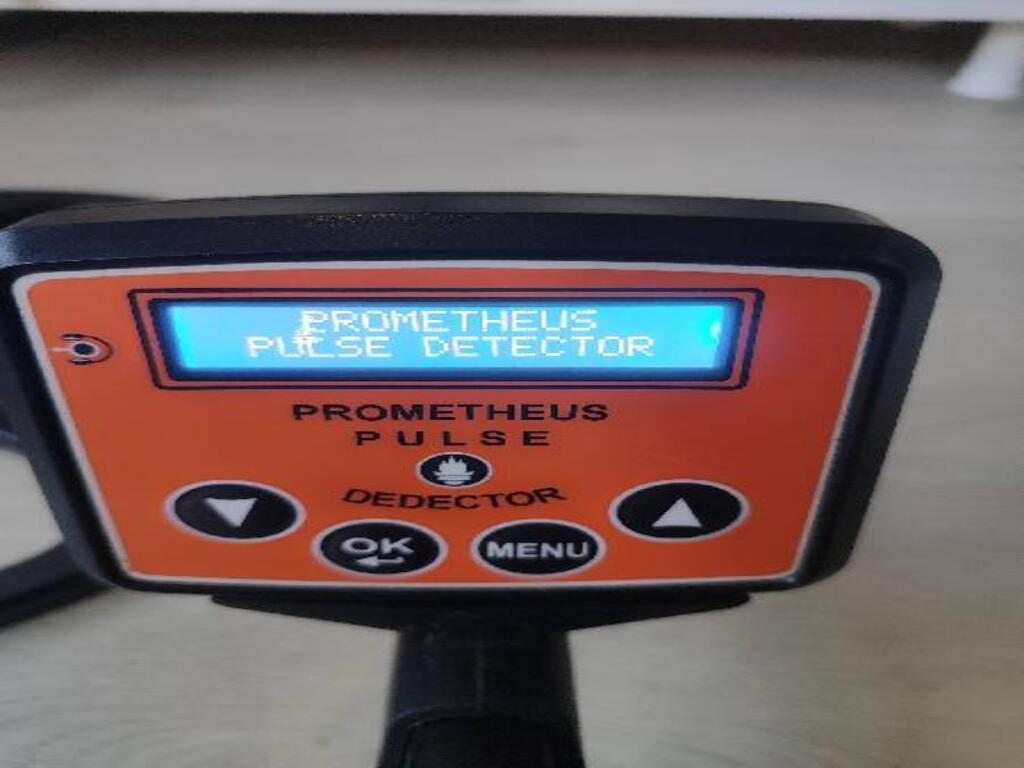 PROMETHEUS
PULSE DETECTOR
PROMETHEUS
PULSE
DEDECTOR
OK
MENU